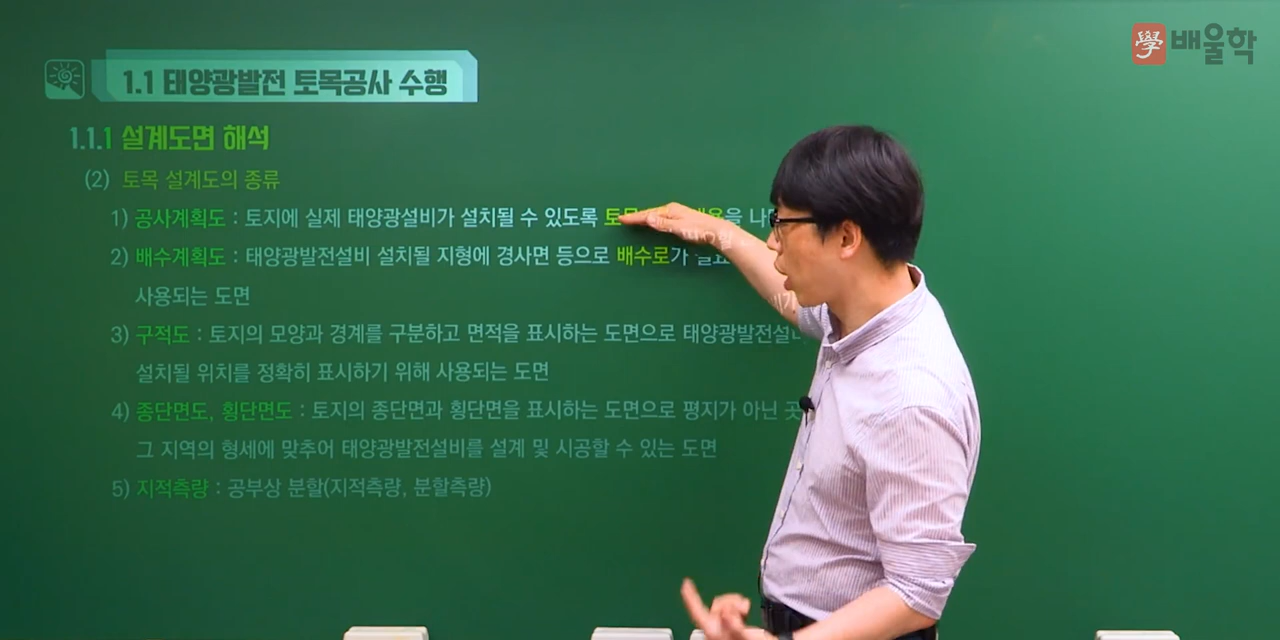 學 배울학
1.1 태양광발전 토목공사 수행
1.1.1 설계도면 해석
(2) 토목 설계도의 종류
1) 공사계획도 : 토지에 실제 태양광설비가 설치될 수 있도록 을
2) 배수계획도 : 태양광발전설비 설치될 지형에 경사면 등으로 배수로가
사용되는 도면
3) 구적도 : 토지의 모양과 경계를 구분하고 면적을 표시하는 도면으로
설치될 위치를 정확히 표시하기 위해 사용되는 도면
4) 종단면도, 횡단면도 : 토지의 종단면과 횡단면을 표시하는 도면으로 평지가 아닌 곳
그 지역의 형세에 맞추어 태양광발전설비를 설계 및 시공할 수 있는 도면
5) 지적측량 : 공부상 분할(지적측량, 분할측량)